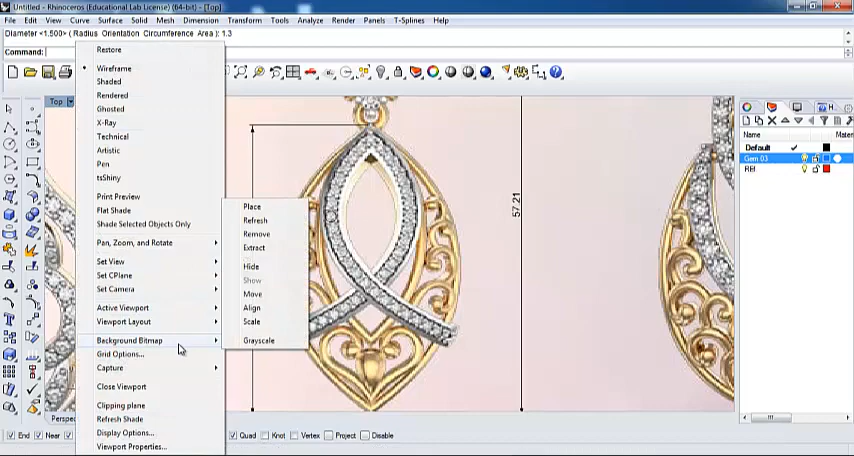 Untitled - Rhinoceros (Educational Lab License) (64-bit) - [Top]
File Edit View Curve Surface Solid Mesh Dimension Transform Tools Analyze Render Panels T-Splines Help
Diameter <1.500> ( Radius Orientation Circumference Area ): 1.3
Command:
Top
Restore
Wireframe
Shaded
Rendered
Ghosted
X-Ray
Technical
Artistic
Pen
tsShiny
Print Preview
Flat Shade
Shade Selected Objects Only
Pan, Zoom, and Rotate
Set View
Set CPlane
Set Camera
Active Viewport
Viewport Layout
Background Bitmap
Grid Options...
Capture
Close Viewport
Clipping plane
Refresh Shade
Display Options...
Viewport Properties...
Place
Refresh
Remove
Extract
Hide
Show
Move
Align
Scale
Grayscale
57.21
Name Mater
Default
Gem 03
Perspe
End Near Quad Knot Vertex Project Disable